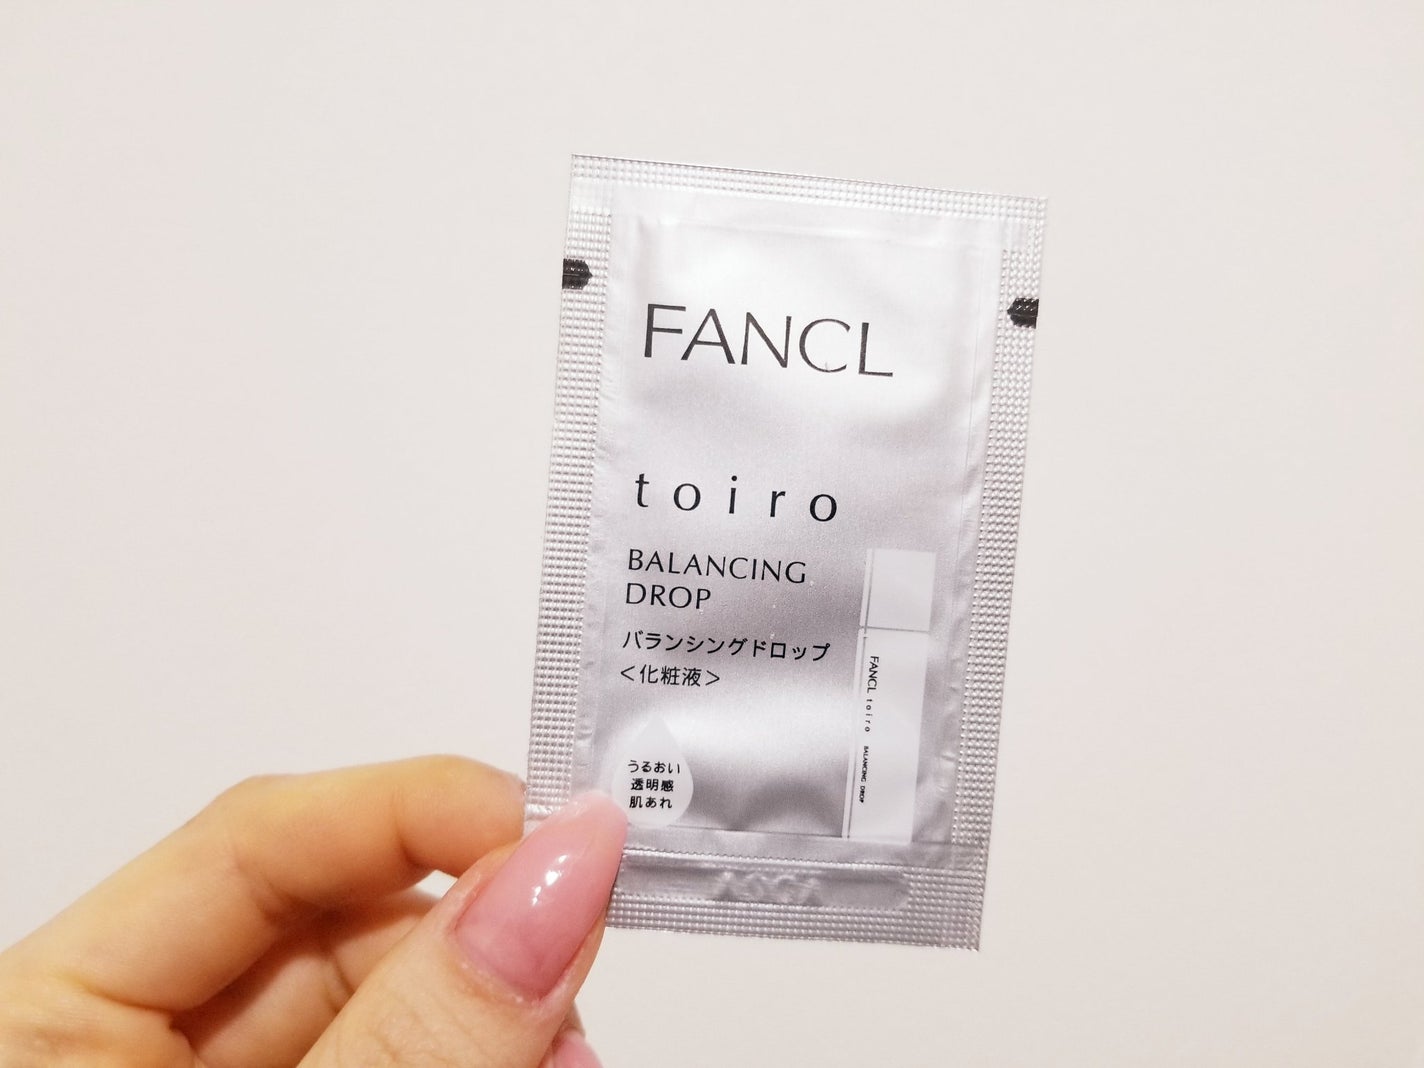 FANCL
toiro
BALANCING
DROP
バランシングドロップ
<化粧液>
うるおい
透明感
肌あれ
FANCL toiro BALANCING DROP